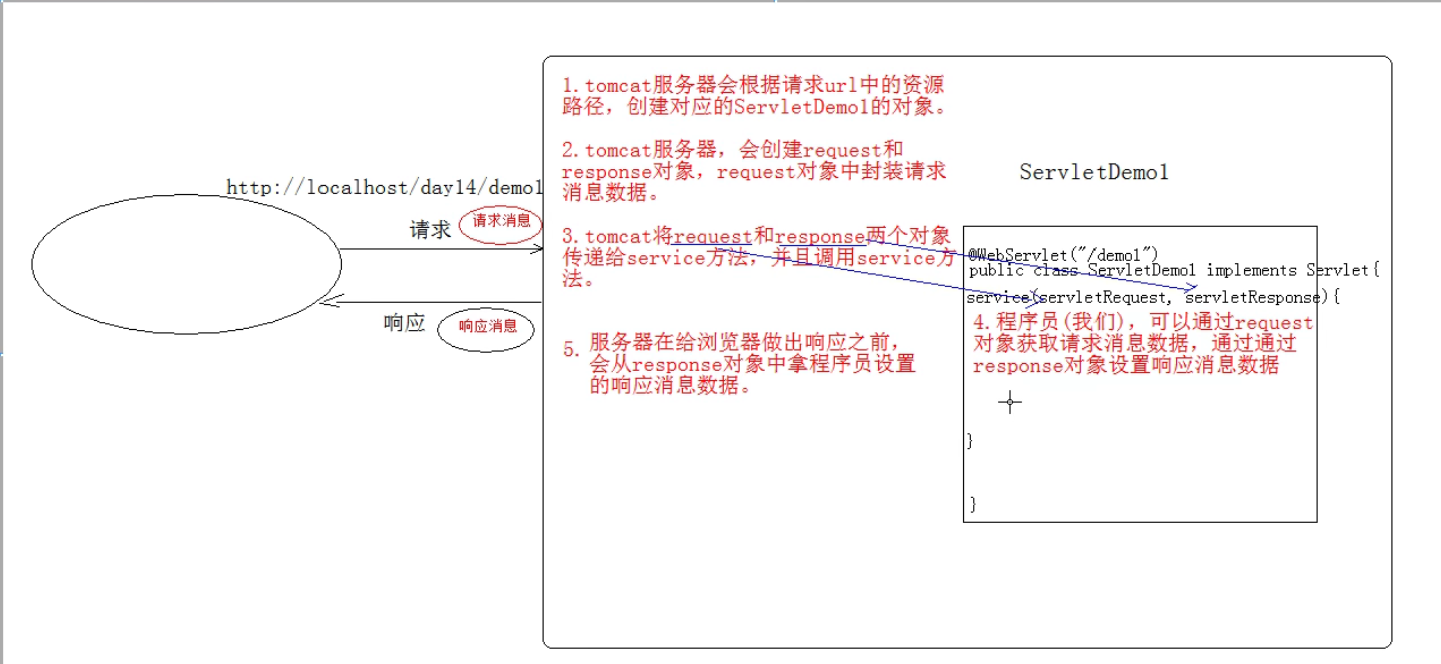 http://localhost/day14/demo1
请求
请求消息
响应
响应消息
1.tomcat服务器会根据请求url中的资源
路径，创建对应的ServletDemo1的对象。
2.tomcat服务器，会创建request和
response对象，request对象中封装请求
消息数据。
3.tomcat将request和response两个对象
传递给service方法，并且调用service方
法。
5.服务器在给浏览器做出响应之前，
会从response对象中拿程序员设置
的响应消息数据。
ServletDemo1
@WebServlet("/demo1")
public class ServletDemo1 implements Servlet{
service(servletRequest, servletResponse){
4.程序员(我们)，可以通过request
对象获取请求消息数据，通过通过
response对象设置响应消息数据
}
}